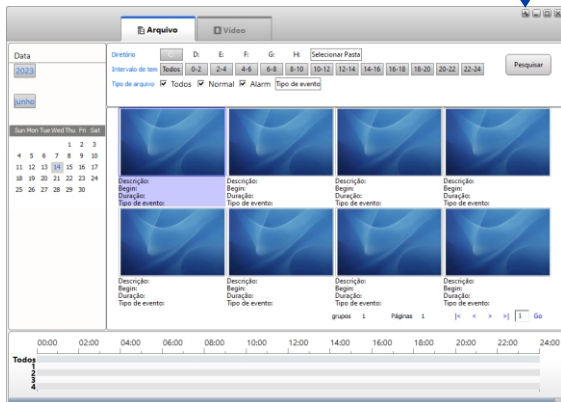 Arquivo Vídeo
Data
2023
junho
Sun Mon Tue Wed Thu Fri Sat
1 2 3
4 5 6 7 8 9 10
11 12 13 14 15 16 17
18 19 20 21 22 23 24
25 26 27 28 29 30
Diretório D: E: F: G: H: Selecionar Pasta
Intervalo de tem Todos 0-2 2-4 4-6 6-8 8-10 10-12 12-14 14-16 16-18 18-20 20-22 22-24
Tipo de arquivo Todos Normal Alarm Tipo de evento
Pesquisar
Descrição: Descrição: Descrição: Descrição:
Begin: Begin: Begin: Begin:
Duração: Duração: Duração: Duração:
Tipo de evento: Tipo de evento: Tipo de evento: Tipo de evento:
Descrição: Descrição: Descrição: Descrição:
Begin: Begin: Begin: Begin:
Duração: Duração: Duração: Duração:
Tipo de evento: Tipo de evento: Tipo de evento: Tipo de evento:
grupos 1 Páginas 1 |< < > >| 1 Go
00:00 02:00 04:00 06:00 08:00 10:00 12:00 14:00 16:00 18:00 20:00 22:00 24:00
Todos
1
2
3
4